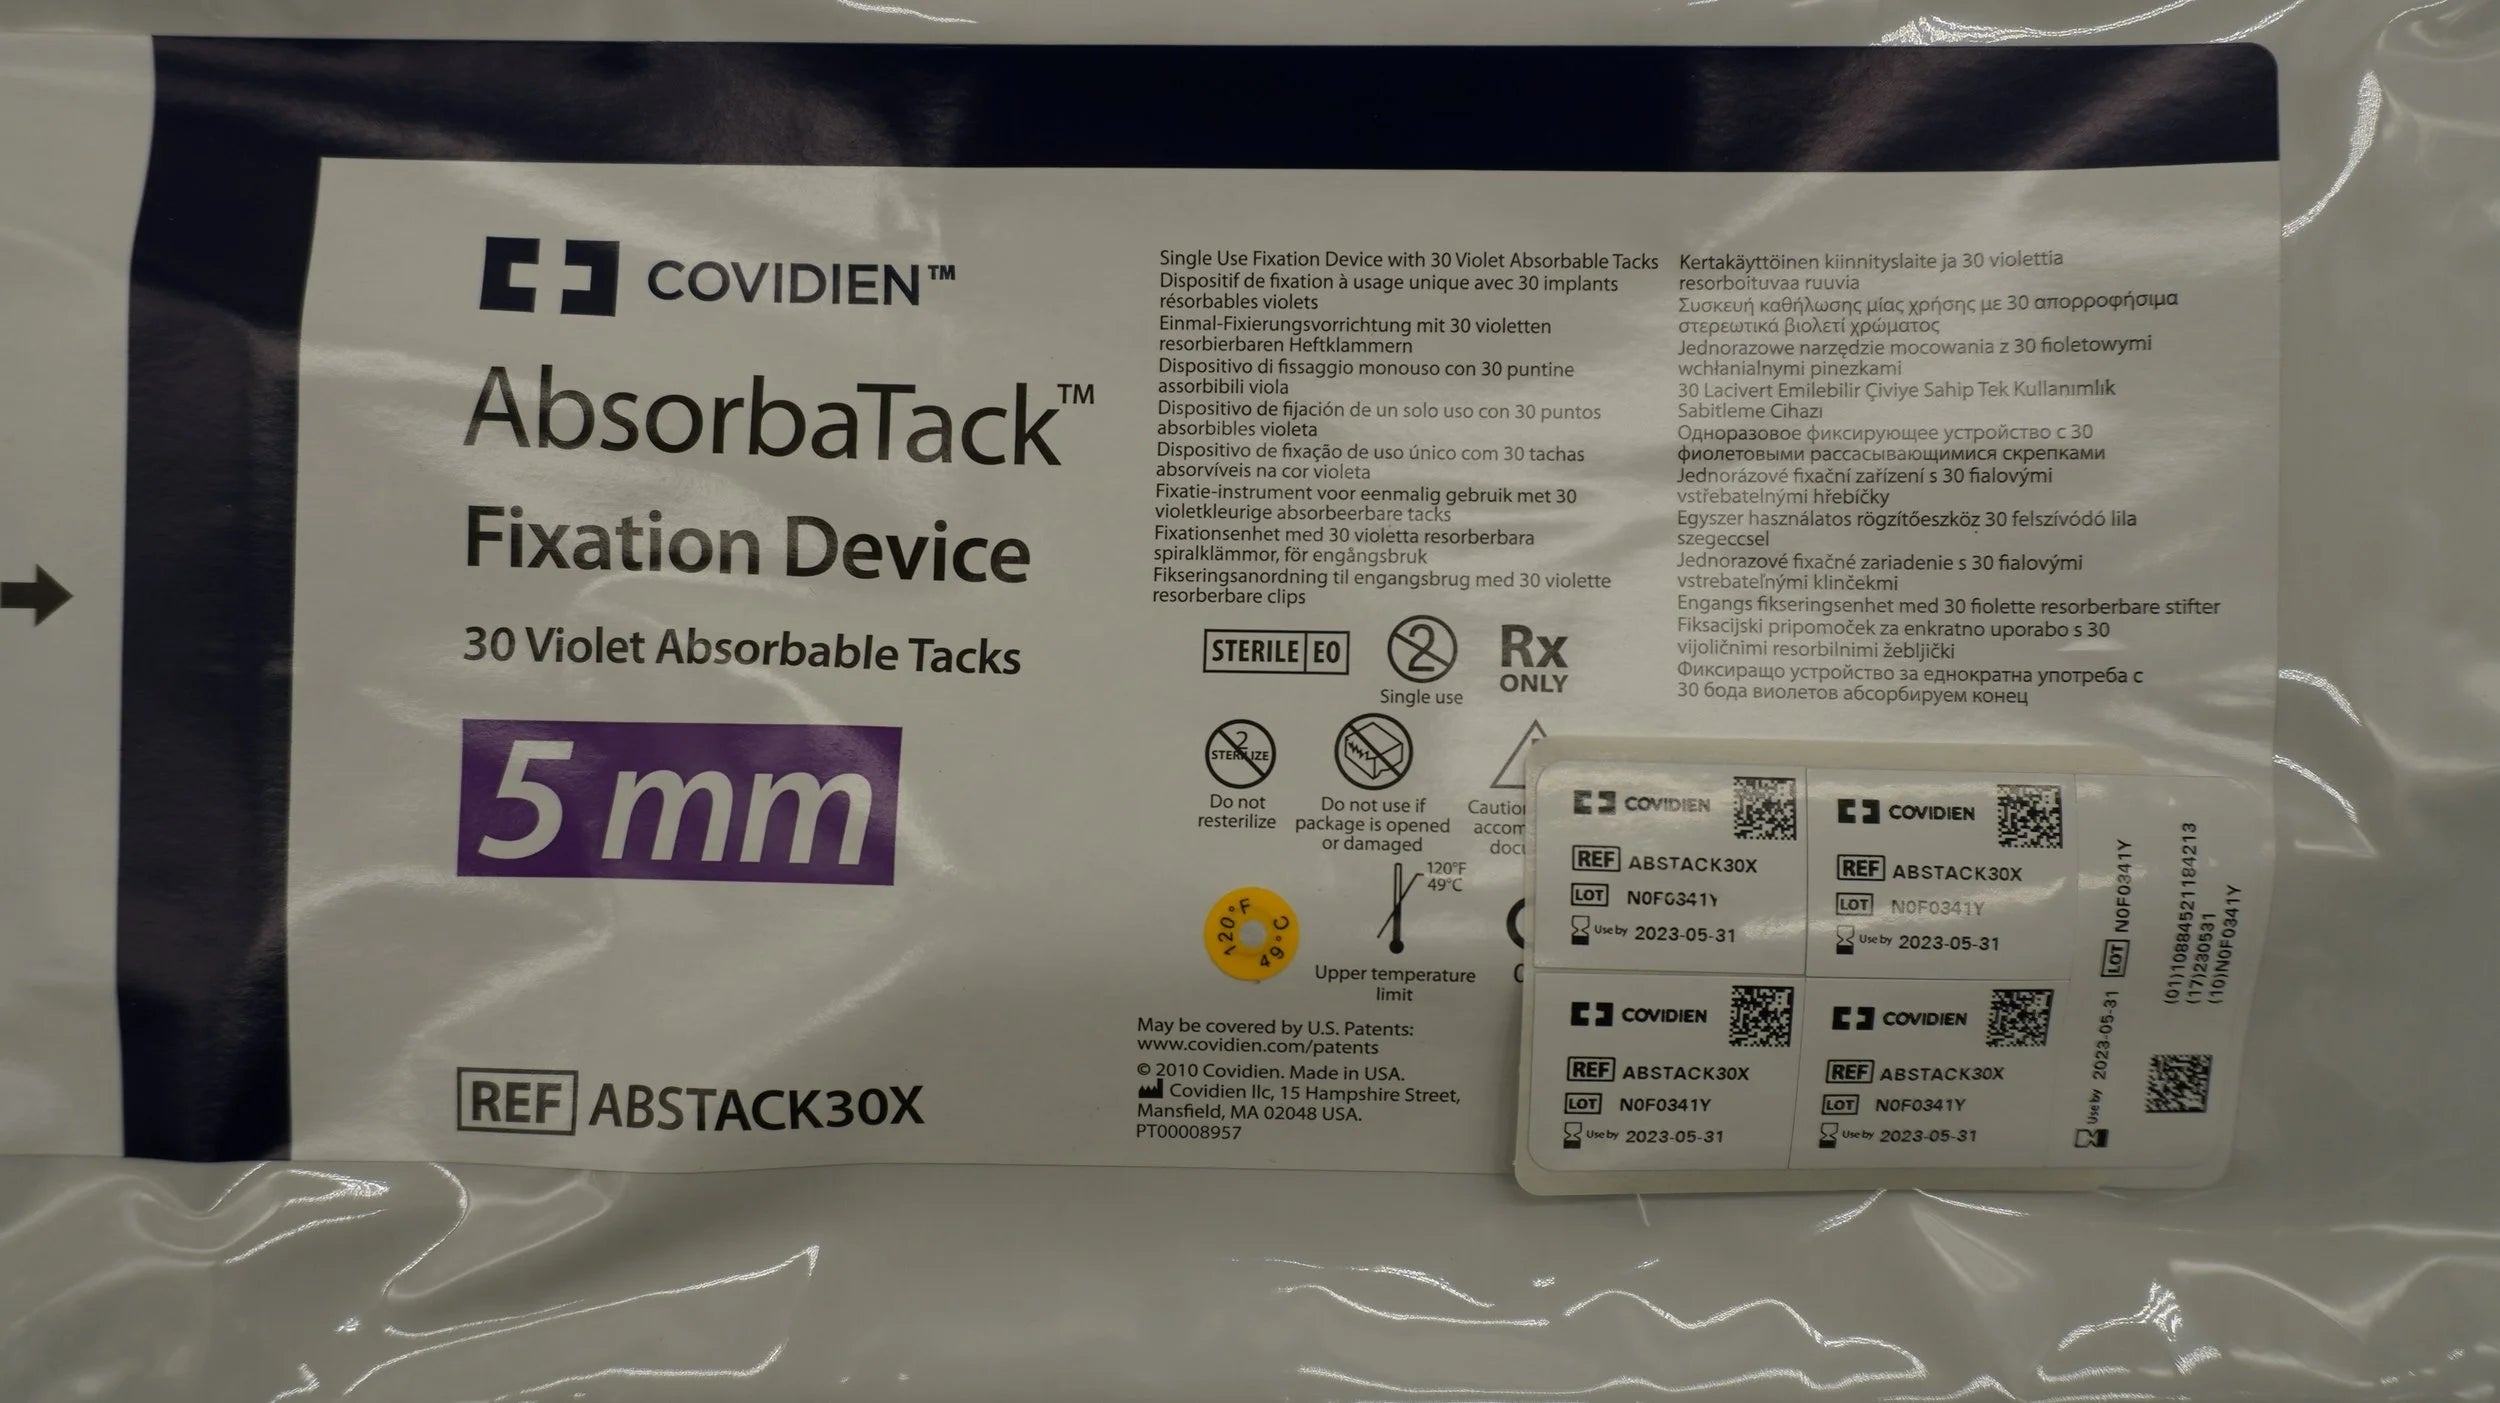 COVIDIEN™
AbsorbaTack™
Fixation Device
30 Violet Absorbable Tacks
5 mm
REF ABSTACK30X
Single Use Fixation Device with 30 Violet Absorbable Tacks
Dispositif de fixation à usage unique avec 30 implants
résorbables violets
Einmal-Fixierungsvorrichtung mit 30 violetten
resorbierbaren Heftklammern
Dispositivo di fissaggio monouso con 30 puntine
assorbibili viola
Dispositivo de fijación de un solo uso con 30 puntos
absorbibles violeta
Dispositivo de fixação de uso único com 30 tachas
absorvíveis na cor violeta
Fixatie-instrument voor eenmalig gebruik met 30
violetkleurige absorbeerbare tacks
Fixationsenhet med 30 violetta resorberbara
spiralklämmor, för engångsbruk
Fikseringsanordning til engangsbrug med 30 violette
resorberbare clips
Kertakäyttöinen kiinnityslaite ja 30 violettia
resorboituvaa ruuvia
Συσκευή καθήλωσης μίας χρήσης με 30 απορροφήσιμα
στερεωτικά βιολετί χρώματος
Jednorazowe narzędzie mocowania z 30 fioletowymi
wchłanialnymi pinezkami
30 Lacivert Emilebilir Çiviye Sahip Tek Kullanımlık
Sabitleme Cihazı
Одноразовое фиксирующее устройство с 30
фиолетовыми рассасывающимися скрепками
Jednorázové fixační zařízení s 30 fialovými
vstřebatelnými hřebíčky
Egyszer használatos rögzítőeszköz 30 felszívódó lila
szegeccsel
Jednorazové fixačné zariadenie s 30 fialovými
vstrebateľnými klinčekmi
Engangs fikseringsenhet med 30 fiolette resorberbare stifter
Fiksacijski pripomoček za enkratno uporabo s 30
vijoličnimi resorbilnimi žebljički
Фиксиращо устройство за еднократна употреба с
30 бода виолетов абсорбируем конец
STERILE EO
2
Single use
Rx
ONLY
2
STERILIZE
Do not
resterilize
Do not use if
package is opened
or damaged
Cautio
accom
docu
120°F
49°C
120°F
49°C
Upper temperature
limit
May be covered by U.S. Patents:
www.covidien.com/patents
© 2010 Covidien. Made in USA.
Covidien llc, 15 Hampshire Street,
Mansfield, MA 02048 USA.
PT00008957
COVIDIEN
REF ABSTACK30X
LOT N0F0341Y
Use by 2023-05-31
COVIDIEN
REF ABSTACK30X
LOT N0F0341Y
Use by 2023-05-31
COVIDIEN
REF ABSTACK30X
LOT N0F0341Y
Use by 2023-05-31
COVIDIEN
REF ABSTACK30X
LOT N0F0341Y
Use by 2023-05-31
Use by 2023-05-31 LOT N0F0341Y
(01)10884521184213
(17)230531
(10)N0F0341Y